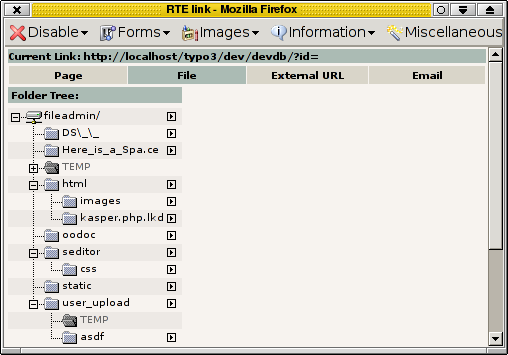 RTE link - Mozilla Firefox
Disable Forms Images Information Miscellaneous
Current Link: http://localhost/typo3/dev/devdb/?id=
Page File External URL Email
Folder Tree:
fileadmin/
DS\_\_
Here_is_a_Spa.ce
TEMP
html
images
kasper.php.lkd
oodoc
seditor
css
static
user_upload
TEMP
asdf